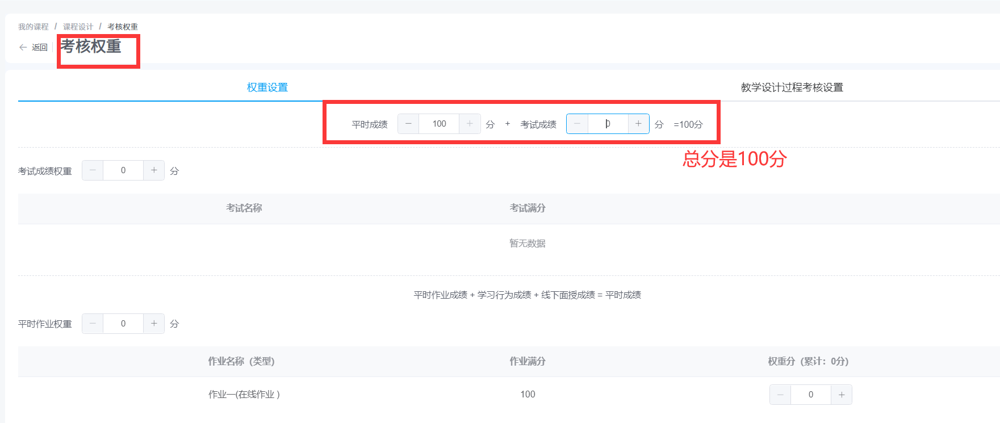 我的课程 / 课程设计 / 考核权重
← 返回 考核权重
权重设置 教学设计过程考核设置
平时成绩 − 100 + 分 + 考试成绩 − 0 + 分 =100分
总分是100分
考试成绩权重 − 0 + 分
考试名称 考试满分
暂无数据
平时作业成绩 + 学习行为成绩 + 线下面授成绩 = 平时成绩
平时作业权重 − 0 + 分
作业名称（类型） 作业满分 权重分（累计：0分）
作业一(在线作业 ) 100 − 0 +